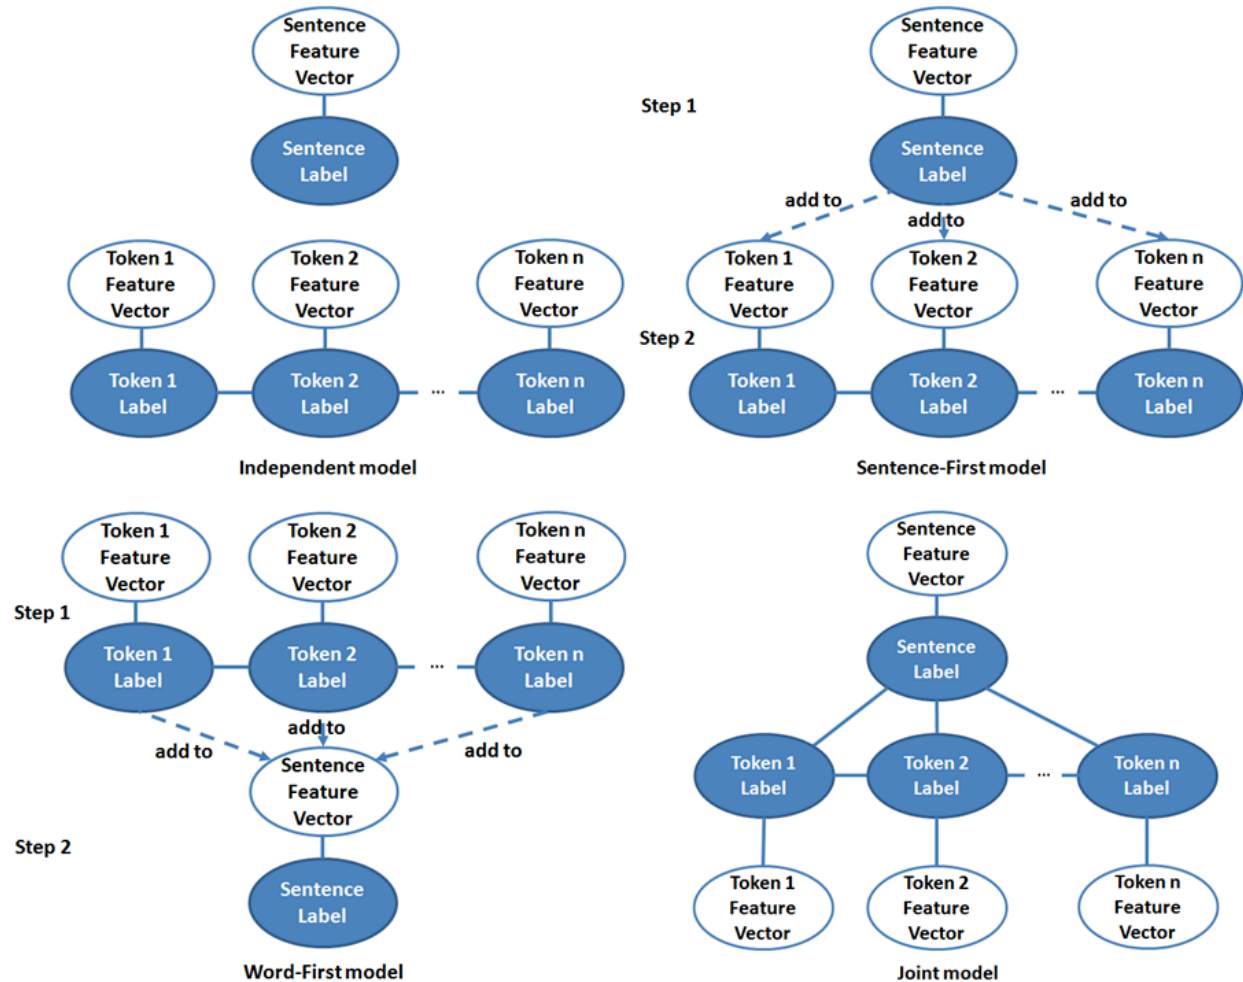 Sentence
Feature
Vector
Sentence
Label
Token 1
Feature
Vector
Token 2
Feature
Vector
Token n
Feature
Vector
Token 1
Label
Token 2
Label
...
Token n
Label
Independent model
Sentence
Feature
Vector
Step 1
Sentence
Label
add to
add to
add to
Token 1
Feature
Vector
Token 2
Feature
Vector
Token n
Feature
Vector
Step 2
Token 1
Label
Token 2
Label
...
Token n
Label
Sentence-First model
Token 1
Feature
Vector
Token 2
Feature
Vector
Token n
Feature
Vector
Step 1
Token 1
Label
Token 2
Label
...
Token n
Label
add to
add to
add to
Sentence
Feature
Vector
Step 2
Sentence
Label
Word-First model
Sentence
Feature
Vector
Sentence
Label
Token 1
Label
Token 2
Label
...
Token n
Label
Token 1
Feature
Vector
Token 2
Feature
Vector
Token n
Feature
Vector
Joint model